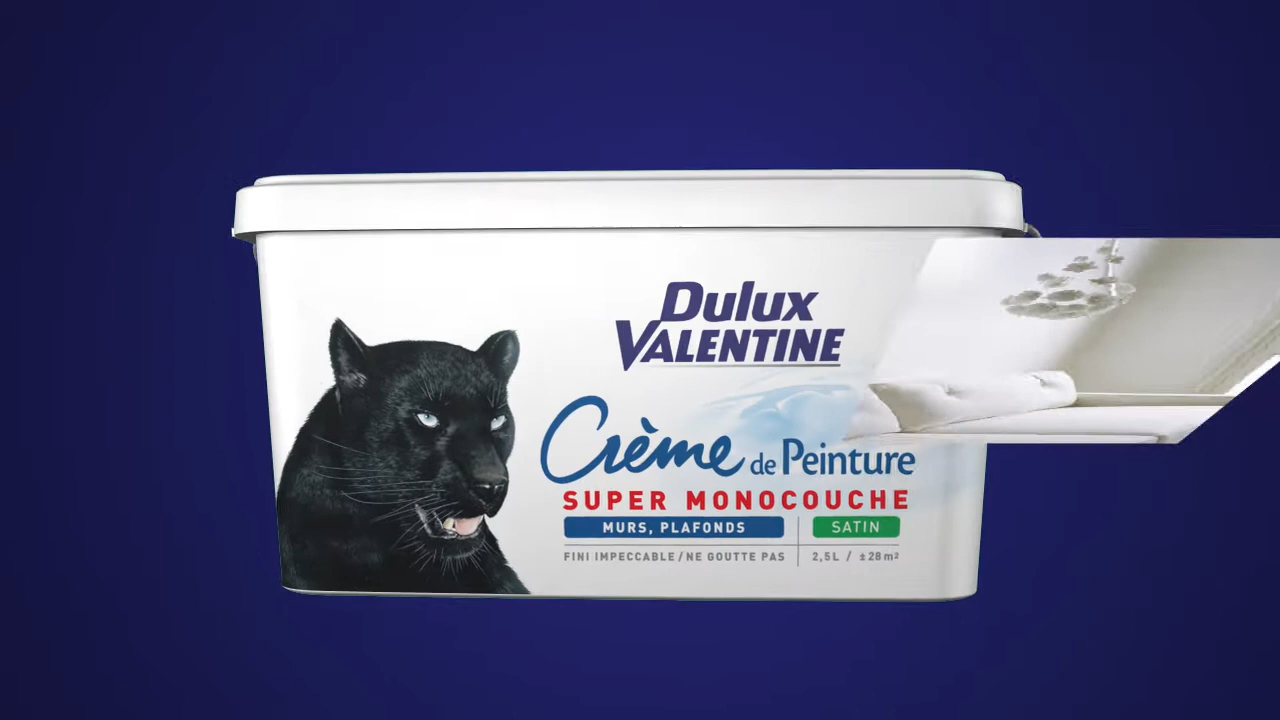 Dulux
VALENTINE
Crème de Peinture
SUPER MONOCOUCHE
MURS, PLAFONDS
SATIN
FINI IMPECCABLE / NE GOUTTE PAS
2,5L / ±28m²